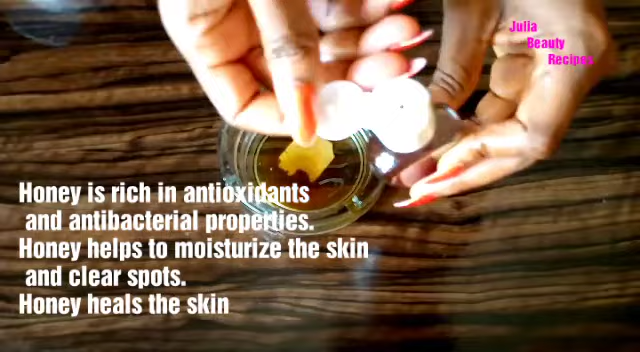 Julia
Beauty
Recipes
Honey is rich in antioxidants
and antibacterial properties.
Honey helps to moisturize the skin
and clear spots.
Honey heals the skin